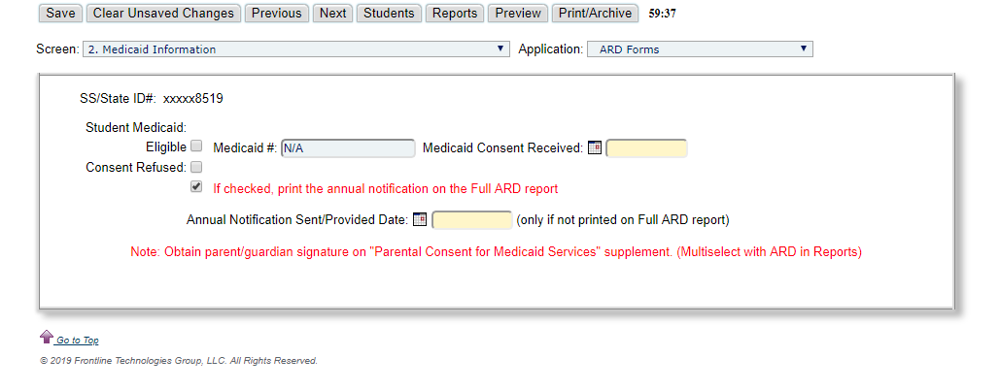 Save Clear Unsaved Changes Previous Next Students Reports Preview Print/Archive 59:37
Screen: 2. Medicaid Information Application: ARD Forms
SS/State ID#: xxxxx8519
Student Medicaid:
Eligible Medicaid #: N/A Medicaid Consent Received:
Consent Refused:
If checked, print the annual notification on the Full ARD report
Annual Notification Sent/Provided Date: (only if not printed on Full ARD report)
Note: Obtain parent/guardian signature on "Parental Consent for Medicaid Services" supplement. (Multiselect with ARD in Reports)
Go to Top
© 2019 Frontline Technologies Group, LLC. All Rights Reserved.